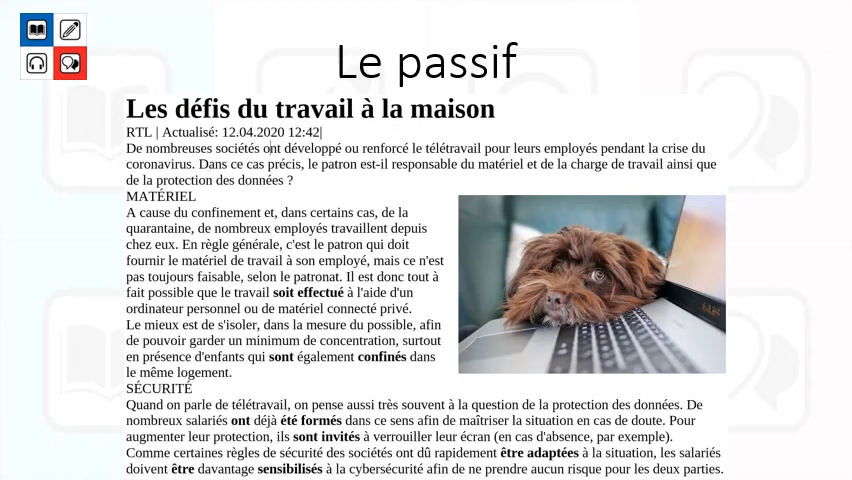 Le passif
Les défis du travail à la maison
RTL | Actualisé: 12.04.2020 12:42|
De nombreuses sociétés ont développé ou renforcé le télétravail pour leurs employés pendant la crise du
coronavirus. Dans ce cas précis, le patron est-il responsable du matériel et de la charge de travail ainsi que
de la protection des données ?
MATÉRIEL
A cause du confinement et, dans certains cas, de la
quarantaine, de nombreux employés travaillent depuis
chez eux. En règle générale, c'est le patron qui doit
fournir le matériel de travail à son employé, mais ce n'est
pas toujours faisable, selon le patronat. Il est donc tout à
fait possible que le travail soit effectué à l'aide d'un
ordinateur personnel ou de matériel connecté privé.
Le mieux est de s'isoler, dans la mesure du possible, afin
de pouvoir garder un minimum de concentration, surtout
en présence d'enfants qui sont également confinés dans
le même logement.
SÉCURITÉ
Quand on parle de télétravail, on pense aussi très souvent à la question de la protection des données. De
nombreux salariés ont déjà été formés dans ce sens afin de maîtriser la situation en cas de doute. Pour
augmenter leur protection, ils sont invités à verrouiller leur écran (en cas d'absence, par exemple).
Comme certaines règles de sécurité des sociétés ont dû rapidement être adaptées à la situation, les salariés
doivent être davantage sensibilisés à la cybersécurité afin de ne prendre aucun risque pour les deux parties.